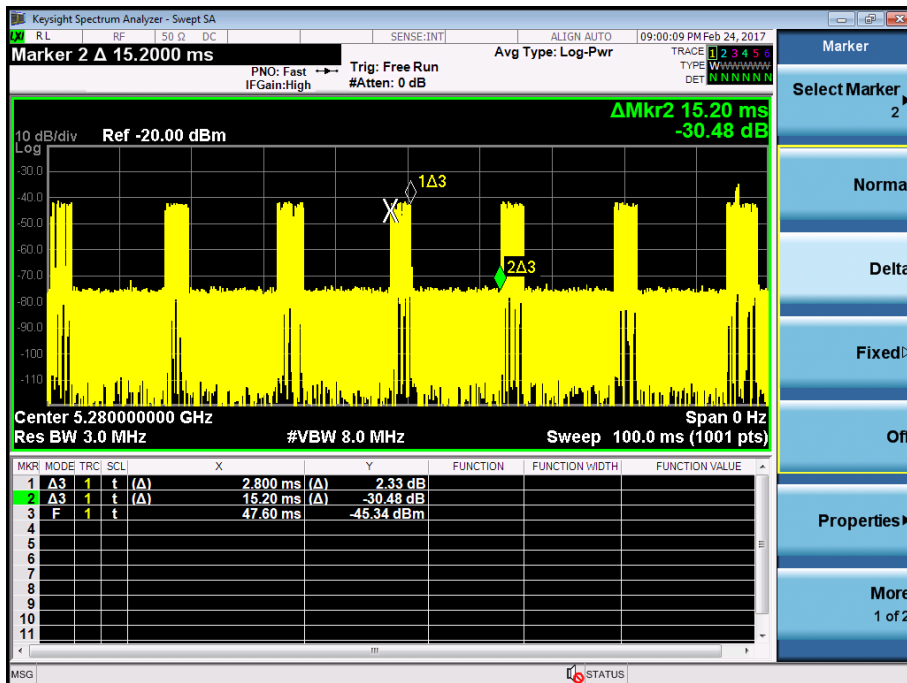 Keysight Spectrum Analyzer - Swept SA
LXI RL RF 50 Ω DC SENSE:INT ALIGN AUTO 09:00:09 PM Feb 24, 2017
Marker 2 Δ 15.2000 ms
PNO: Fast
IFGain:High
Trig: Free Run
#Atten: 0 dB
Avg Type: Log-Pwr
TRACE 1 2 3 4 5 6
TYPE WWWWWW
DET N N N N N N
ΔMkr2 15.20 ms
-30.48 dB
10 dB/div Ref -20.00 dBm
Log
-30.0
-40.0
-50.0
-60.0
-70.0
-80.0
-90.0
-100
-110
1Δ3
X
2Δ3
Center 5.280000000 GHz Span 0 Hz
Res BW 3.0 MHz #VBW 8.0 MHz Sweep 100.0 ms (1001 pts)
MKR MODE TRC SCL X Y FUNCTION FUNCTION WIDTH FUNCTION VALUE
1 Δ3 1 t (Δ) 2.800 ms (Δ) 2.33 dB
2 Δ3 1 t (Δ) 15.20 ms (Δ) -30.48 dB
3 F 1 t 47.60 ms -45.34 dBm
4
5
6
7
8
9
10
11
MSG STATUS
Marker
Select Marker
2
Norma
Delta
Fixed
Off
Properties
More
1 of 2